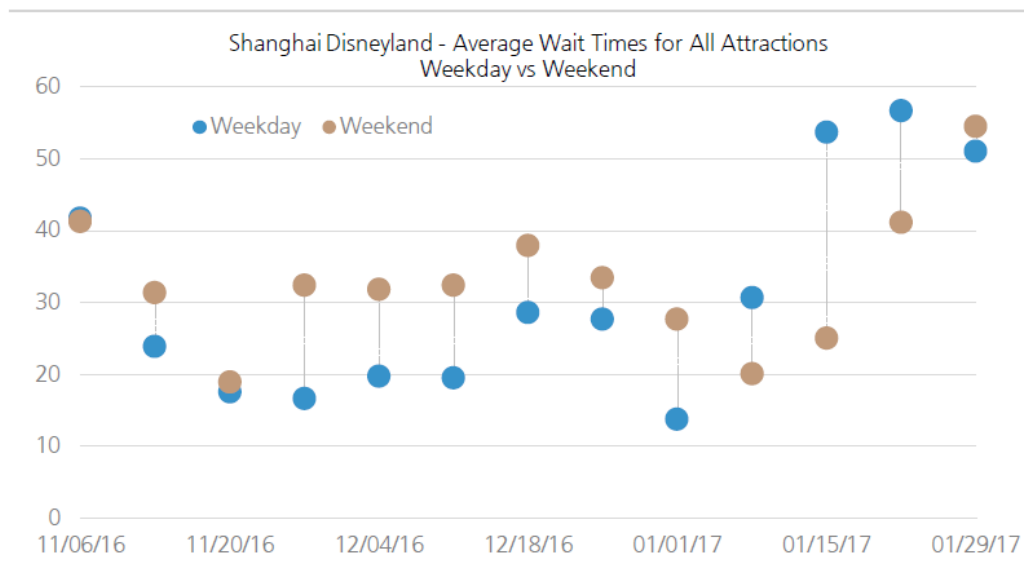 Shanghai Disneyland - Average Wait Times for All Attractions
Weekday vs Weekend
60
Weekday Weekend
50
40
30
20
10
0
11/06/16 11/20/16 12/04/16 12/18/16 01/01/17 01/15/17 01/29/17